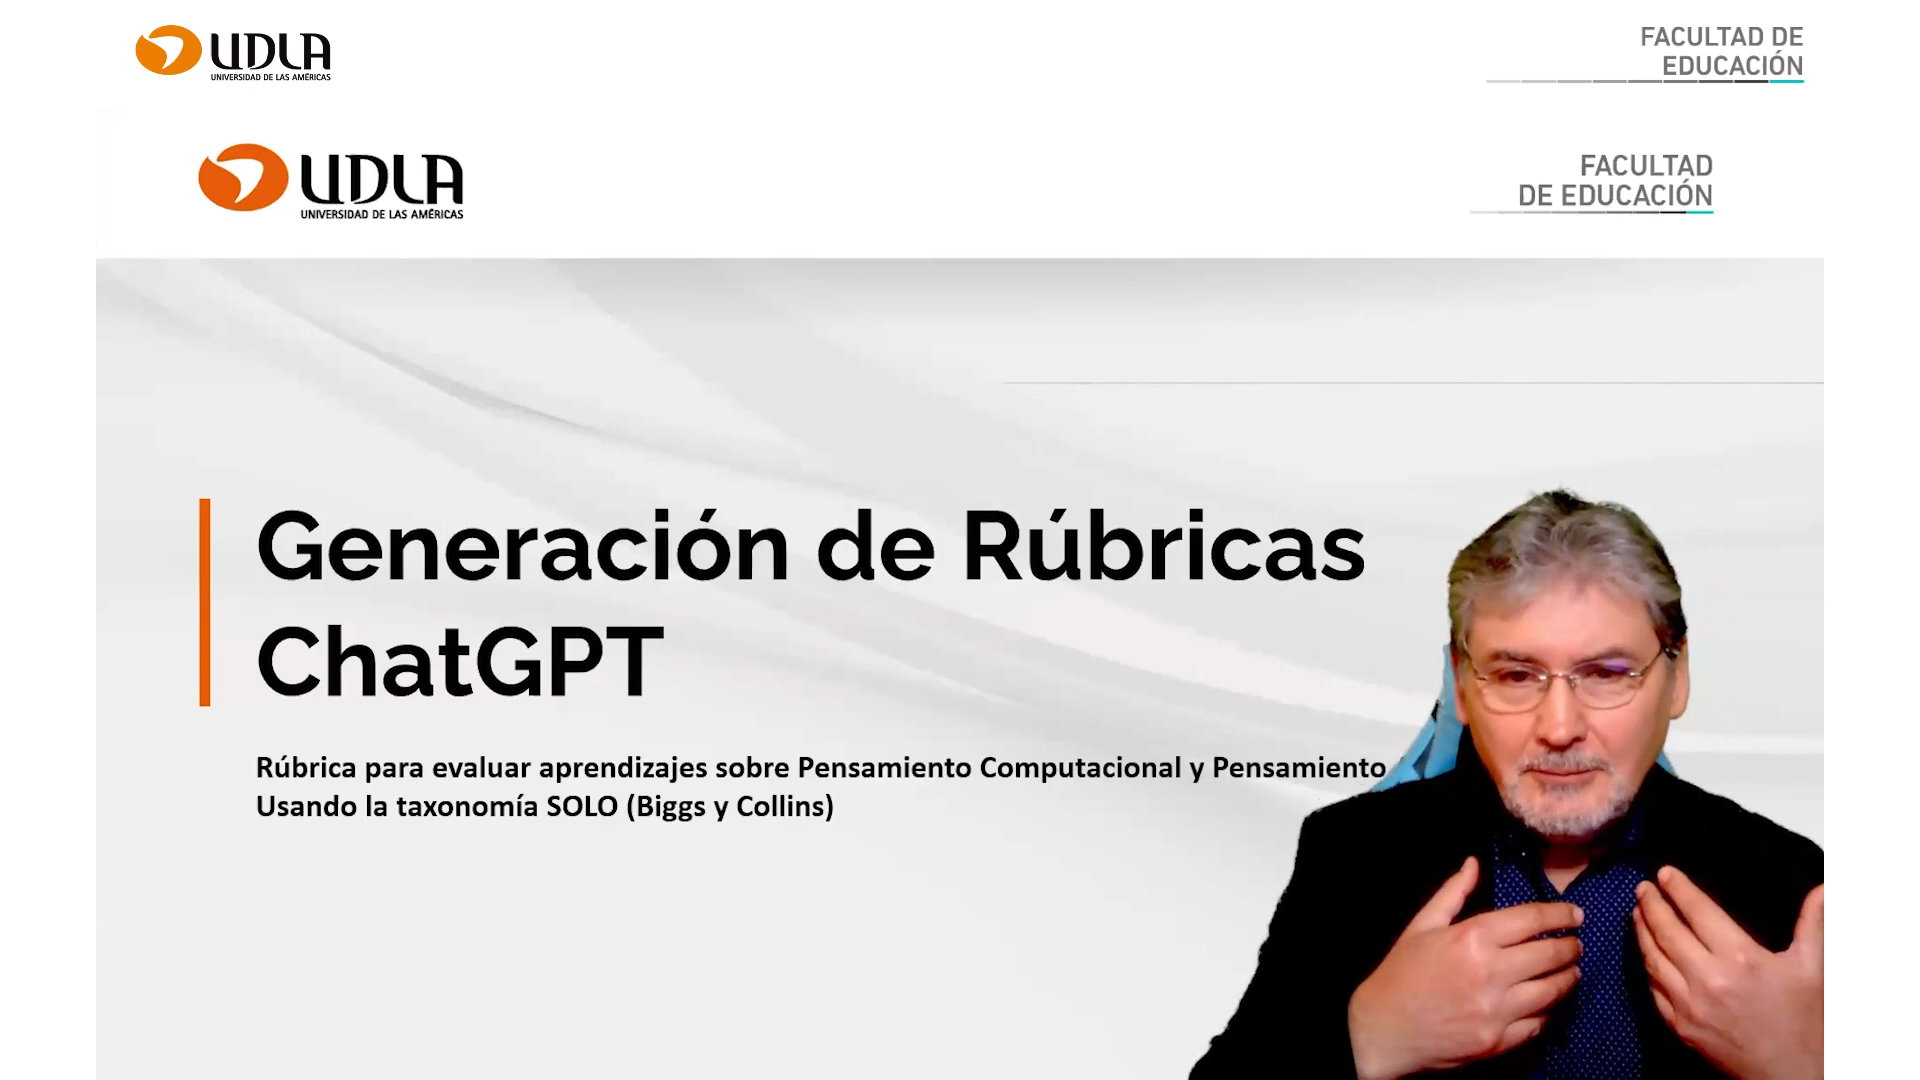 UDLA
UNIVERSIDAD DE LAS AMÉRICAS
FACULTAD DE
EDUCACIÓN
UDLA
UNIVERSIDAD DE LAS AMÉRICAS
FACULTAD
DE EDUCACIÓN
Generación de Rúbricas
ChatGPT
Rúbrica para evaluar aprendizajes sobre Pensamiento Computacional y Pensamiento
Usando la taxonomía SOLO (Biggs y Collins)